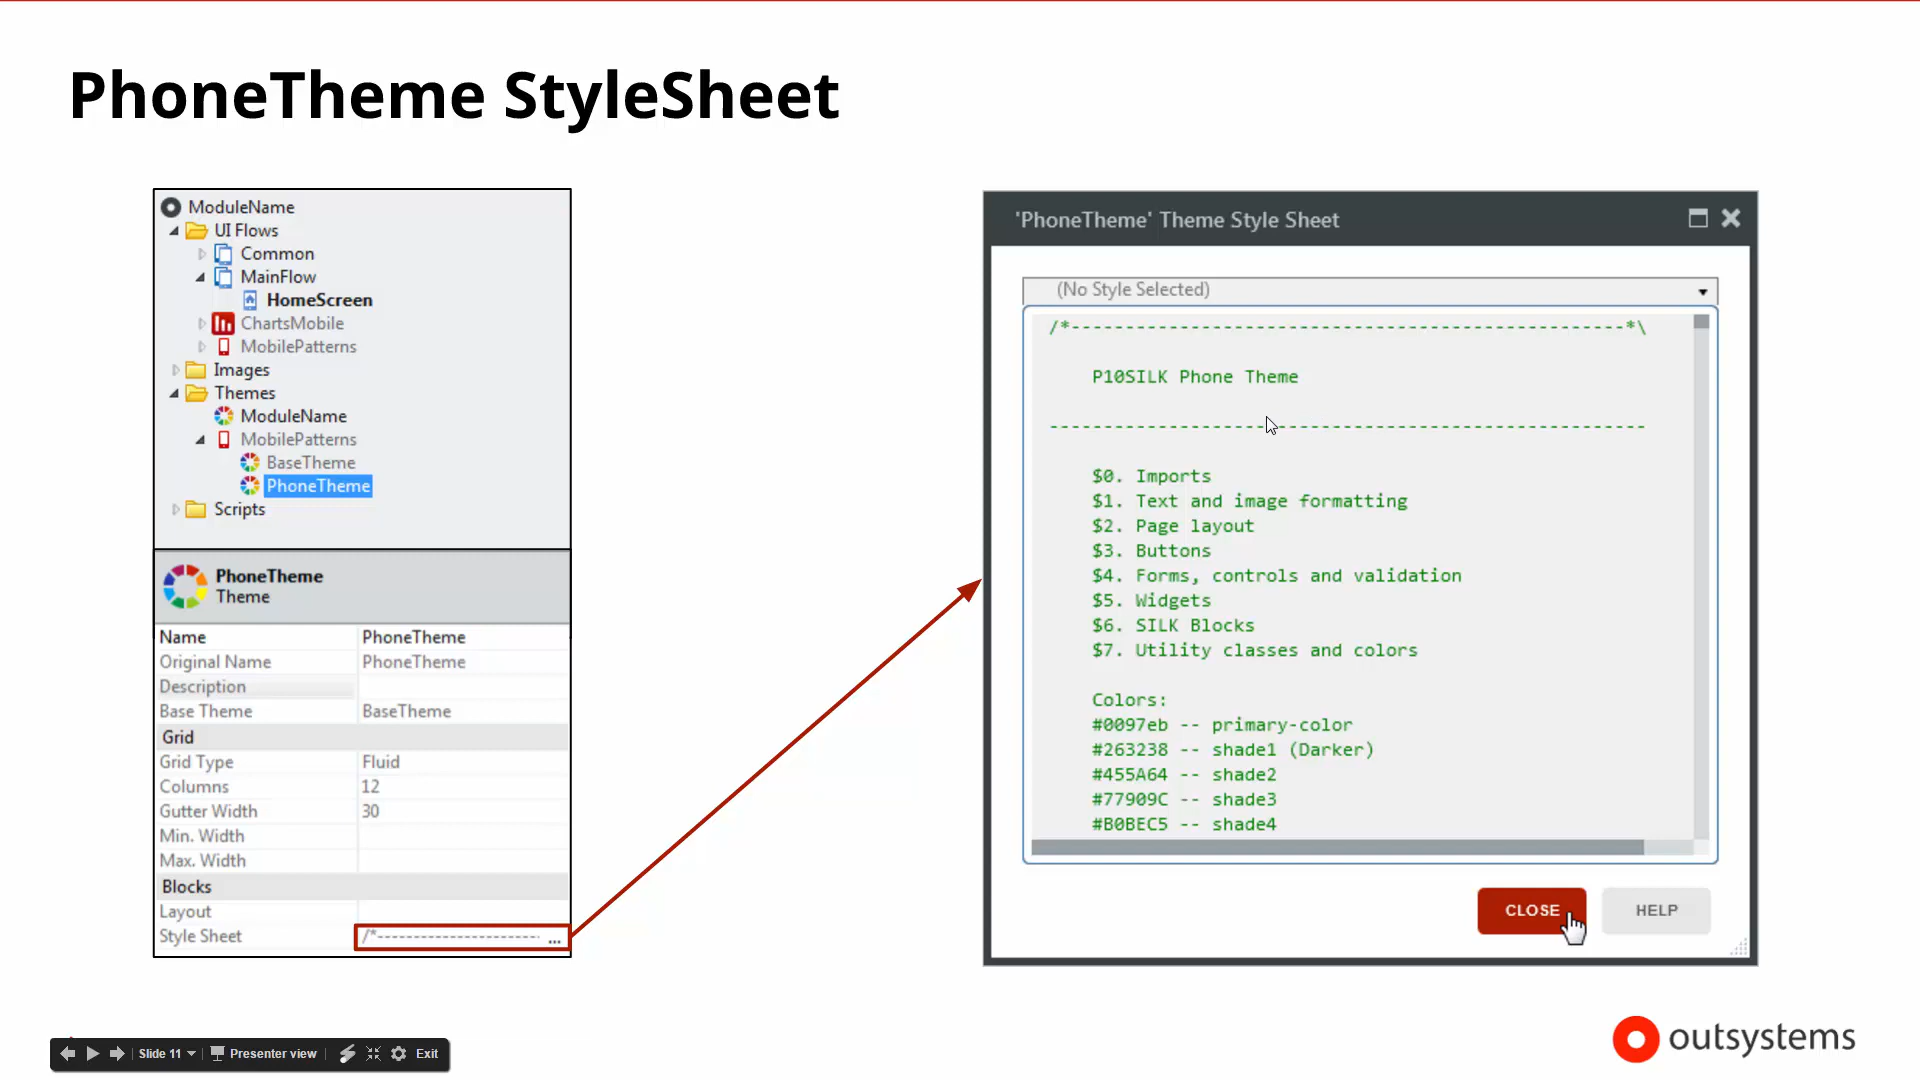 PhoneTheme StyleSheet
ModuleName
UI Flows
Common
MainFlow
HomeScreen
ChartsMobile
MobilePatterns
Images
Themes
ModuleName
MobilePatterns
BaseTheme
PhoneTheme
Scripts
PhoneTheme
Theme
Name PhoneTheme
Original Name PhoneTheme
Description
Base Theme BaseTheme
Grid
Grid Type Fluid
Columns 12
Gutter Width 30
Min. Width
Max. Width
Blocks
Layout
Style Sheet /*----------------------- ...
'PhoneTheme' Theme Style Sheet
(No Style Selected)
/*---------------------------------------------------*\
P10SILK Phone Theme
-------------------------------------------------------
$0. Imports
$1. Text and image formatting
$2. Page layout
$3. Buttons
$4. Forms, controls and validation
$5. Widgets
$6. SILK Blocks
$7. Utility classes and colors
Colors:
#0097eb -- primary-color
#263238 -- shade1 (Darker)
#455A64 -- shade2
#77909C -- shade3
#B0BEC5 -- shade4
CLOSE HELP
Slide 11 Presenter view Exit
outsystems